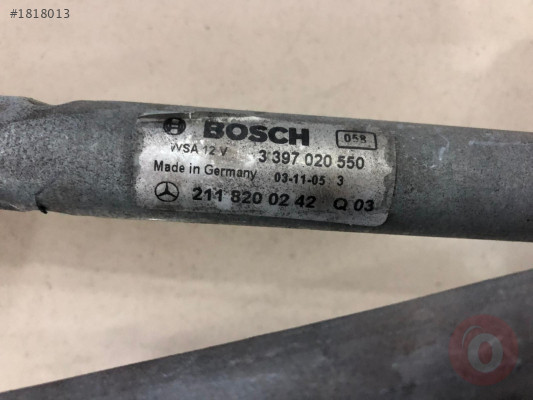 #1818013
BOSCH
058
WSA 12 V
3 397 020 550
Made in Germany 03-11-05 3
211 820 02 42 Q 03